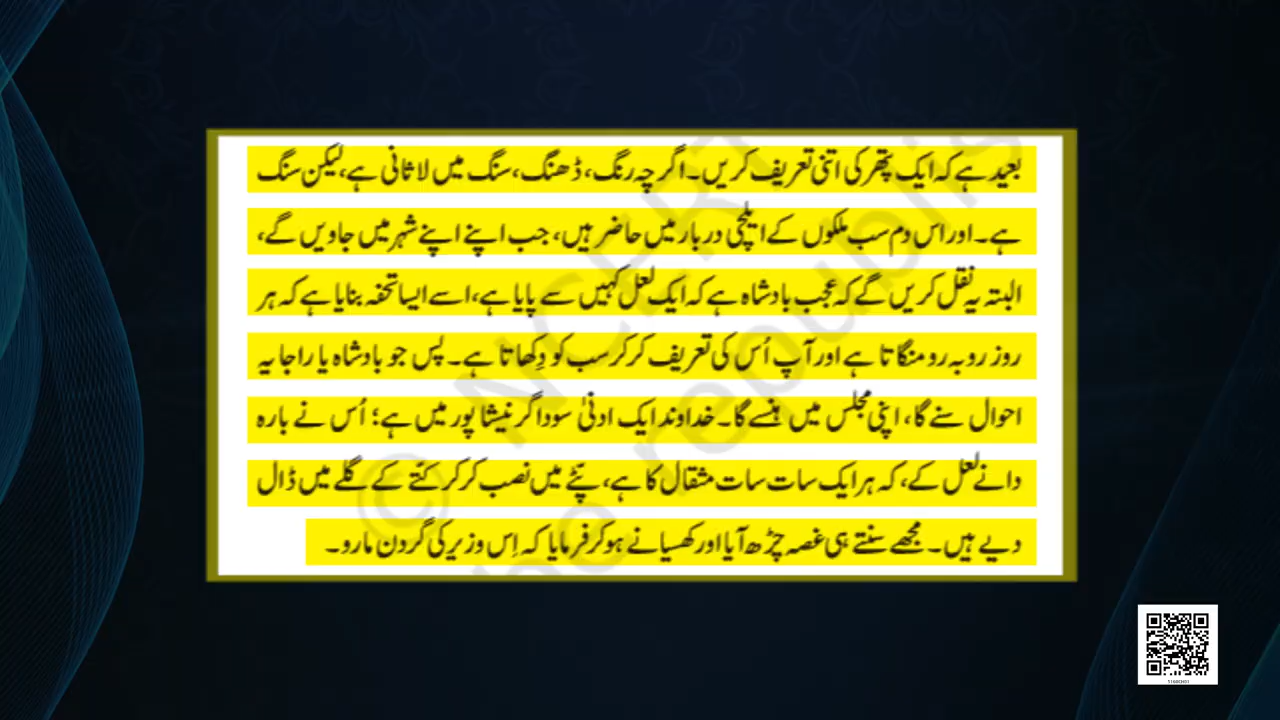 بعید ہے کہ ایک پتھر کی اتنی تعریف کریں۔ اگرچہ رنگ، ڈھنگ، سنگ میں لاثانی ہے، لیکن سنگ
ہے۔ اور اس دم سب ملکوں کے ایلچی دربار میں حاضر ہیں، جب اپنے اپنے شہر میں جاویں گے،
البتہ یہ نقل کریں گے کہ عجب بادشاہ ہے کہ ایک لعل کہیں سے پایا ہے، اسے ایسا تحفہ بنایا ہے کہ ہر
روز روبہ رو منگاتا ہے اور آپ اُس کی تعریف کر کر سب کو دِکھاتا ہے۔ پس جو بادشاہ یا راجا یہ
احوال سنے گا، اپنی مجلس میں ہنسے گا۔ خداوند ایک ادنیٰ سوداگر نیشاپور میں ہے؛ اُس نے بارہ
دانے لعل کے، کہ ہر ایک سات سات مثقال کا ہے، پٹے میں نصب کر کر کتے کے گلے میں ڈال
دیے ہیں۔ مجھے سنتے ہی غصہ چڑھ آیا اور کھسیانے ہو کر فرمایا کہ اِس وزیر کی گردن مارو۔
© NCERT
be republis